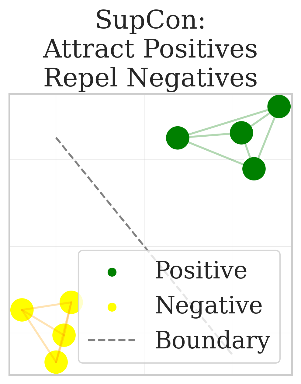 SupCon:
Attract Positives
Repel Negatives
Positive
Negative
Boundary